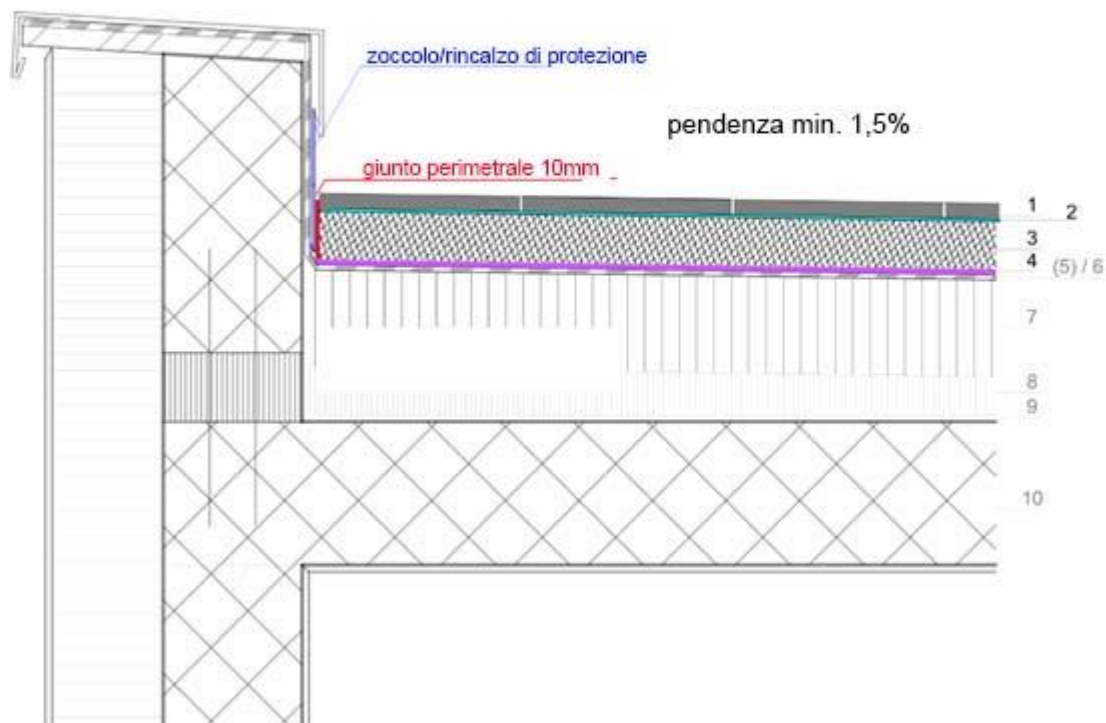 zoccolo/rincalzo di protezione
pendenza min. 1,5%
giunto perimetrale 10mm
1
2
3
4
(5) / 6
7
8
9
10